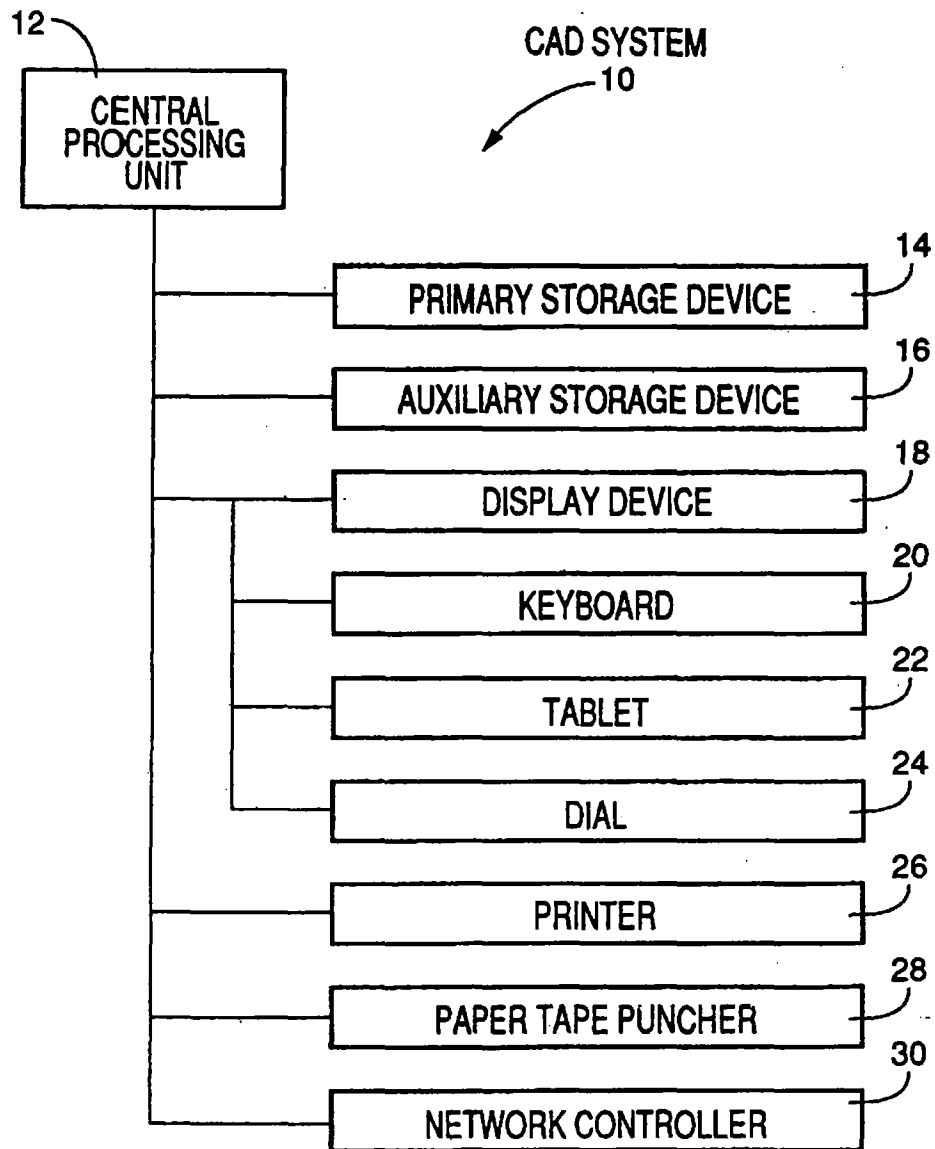 12
CAD SYSTEM
10
CENTRAL
PROCESSING
UNIT
14
PRIMARY STORAGE DEVICE
16
AUXILIARY STORAGE DEVICE
18
DISPLAY DEVICE
20
KEYBOARD
22
TABLET
24
DIAL
26
PRINTER
28
PAPER TAPE PUNCHER
30
NETWORK CONTROLLER